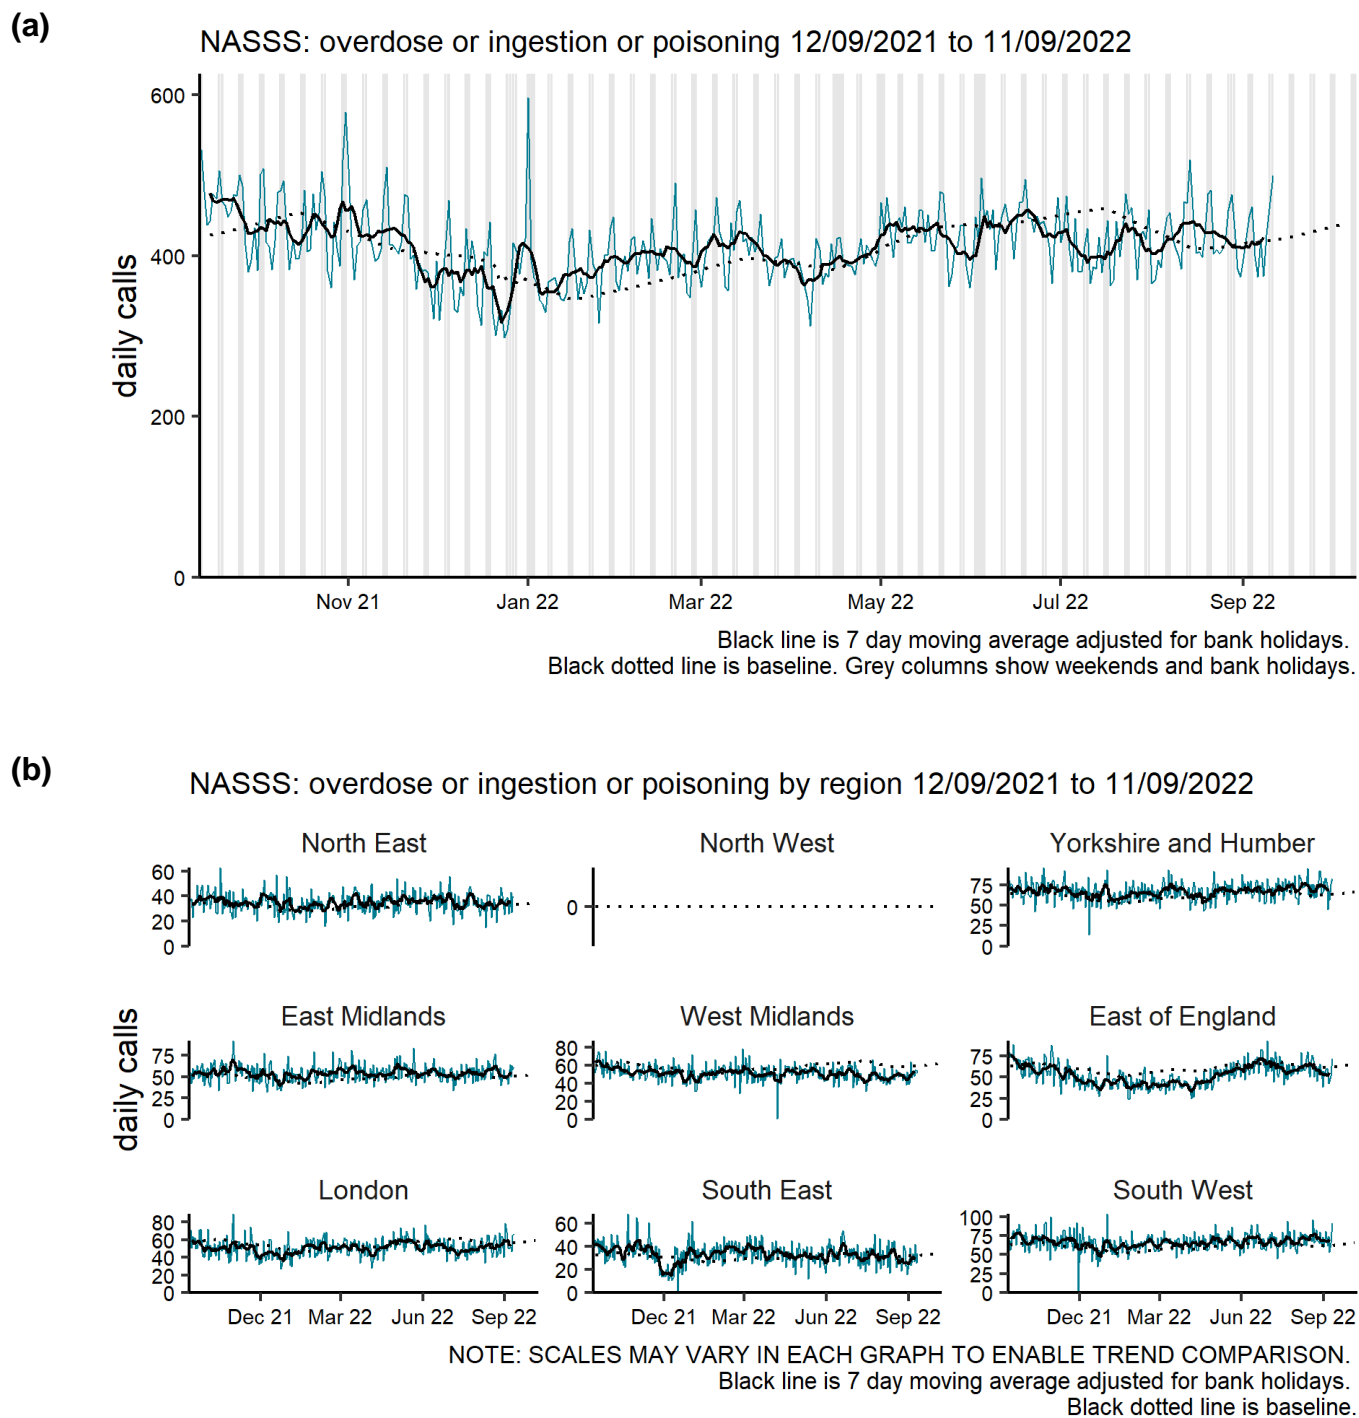 (a)
NASSS: overdose or ingestion or poisoning 12/09/2021 to 11/09/2022
daily calls
600
400
200
0
Nov 21 Jan 22 Mar 22 May 22 Jul 22 Sep 22
Black line is 7 day moving average adjusted for bank holidays.
Black dotted line is baseline. Grey columns show weekends and bank holidays.
(b)
NASSS: overdose or ingestion or poisoning by region 12/09/2021 to 11/09/2022
daily calls
North East
60
40
20
0
North West
0
Yorkshire and Humber
75
50
25
0
East Midlands
75
50
25
0
West Midlands
80
60
40
20
0
East of England
75
50
25
0
London
80
60
40
20
0
South East
60
40
20
0
South West
100
75
50
25
0
Dec 21 Mar 22 Jun 22 Sep 22
Dec 21 Mar 22 Jun 22 Sep 22
Dec 21 Mar 22 Jun 22 Sep 22
NOTE: SCALES MAY VARY IN EACH GRAPH TO ENABLE TREND COMPARISON.
Black line is 7 day moving average adjusted for bank holidays.
Black dotted line is baseline.